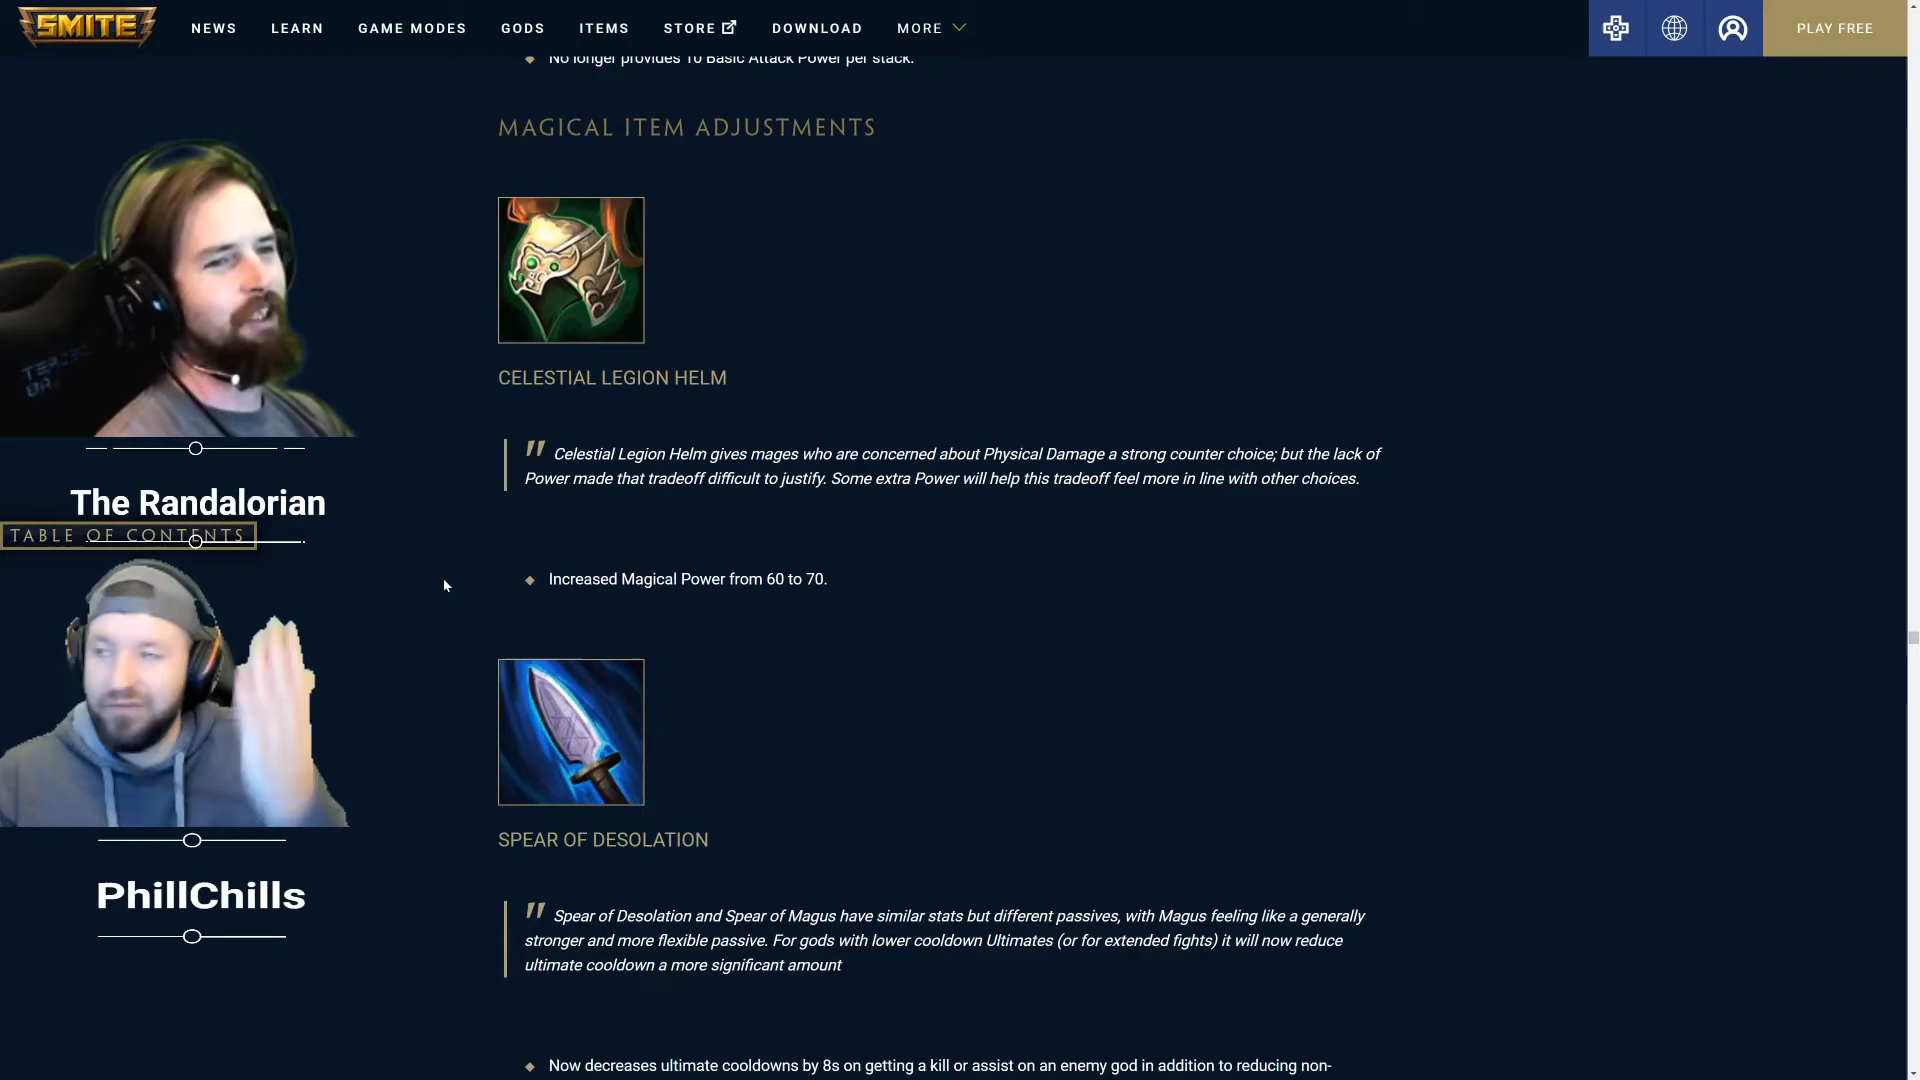 SMITE
NEWS LEARN GAME MODES GODS ITEMS STORE DOWNLOAD MORE PLAY FREE
No longer provides 10 Basic Attack Power per stack.
MAGICAL ITEM ADJUSTMENTS
CELESTIAL LEGION HELM
" Celestial Legion Helm gives mages who are concerned about Physical Damage a strong counter choice; but the lack of
Power made that tradeoff difficult to justify. Some extra Power will help this tradeoff feel more in line with other choices.
The Randalorian
TABLE OF CONTENTS
Increased Magical Power from 60 to 70.
SPEAR OF DESOLATION
PhillChills
" Spear of Desolation and Spear of Magus have similar stats but different passives, with Magus feeling like a generally
stronger and more flexible passive. For gods with lower cooldown Ultimates (or for extended fights) it will now reduce
ultimate cooldown a more significant amount
Now decreases ultimate cooldowns by 8s on getting a kill or assist on an enemy god in addition to reducing non-